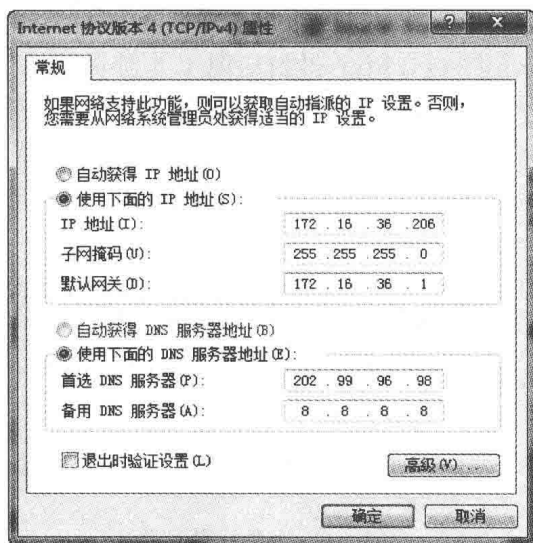 Internet 协议版本 4 (TCP/IPv4) 属性
常规
如果网络支持此功能，则可以获取自动指派的 IP 设置。否则，
您需要从网络系统管理员处获得适当的 IP 设置。
自动获得 IP 地址(O)
使用下面的 IP 地址(S):
IP 地址(I): 172 . 16 . 36 . 206
子网掩码(U): 255 . 255 . 255 . 0
默认网关(D): 172 . 16 . 36 . 1
自动获得 DNS 服务器地址(B)
使用下面的 DNS 服务器地址(E):
首选 DNS 服务器(P): 202 . 99 . 96 . 98
备用 DNS 服务器(A): 8 . 8 . 8 . 8
退出时验证设置(L)
高级(V)...
确定 取消